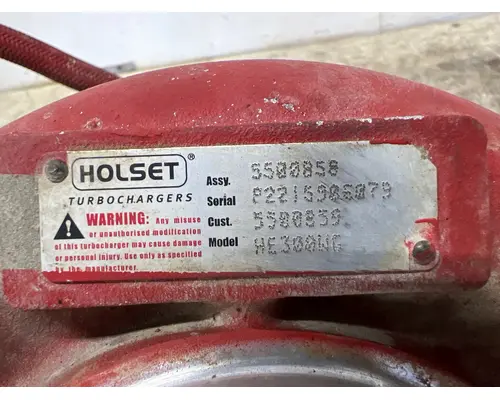 HOLSET®
TURBOCHARGERS
WARNING: Any misuse
or unauthorised modification
of this turbocharger may cause damage
or personal injury. Use only as specified
by the manufacturer.
Assy. 5500858
Serial P2215906079
Cust. 5500859
Model HE300WG